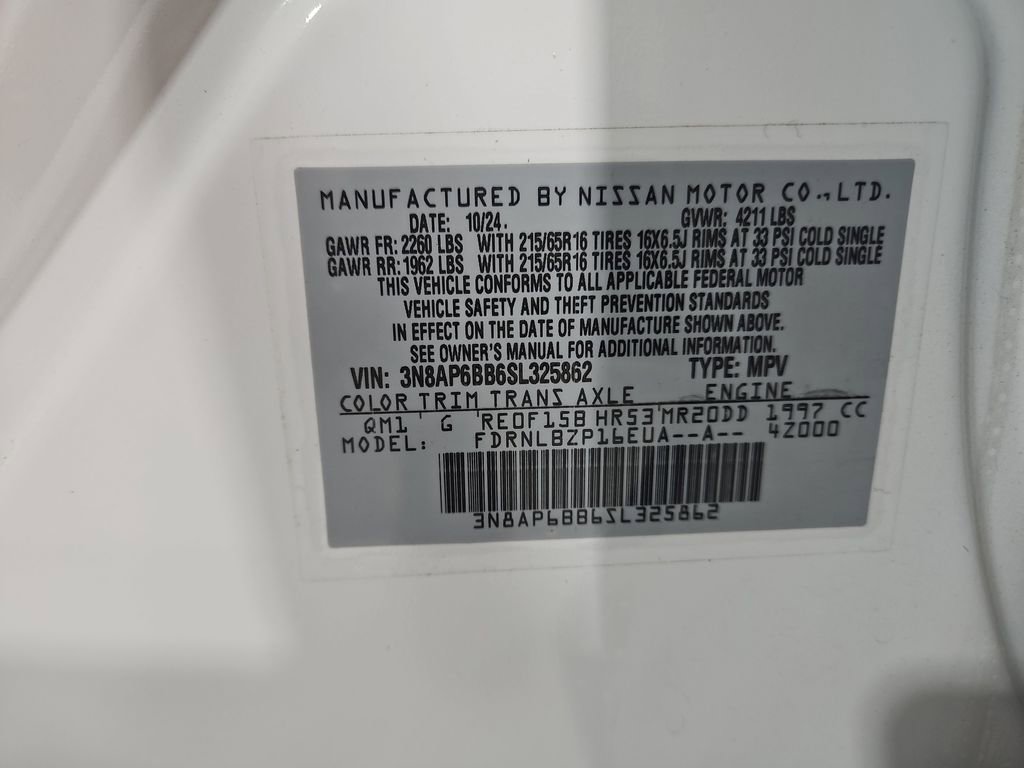 MANUFACTURED BY NISSAN MOTOR CO., LTD.
DATE: 10/24. GVWR: 4211 LBS
GAWR FR: 2260 LBS WITH 215/65R16 TIRES 16X6.5J RIMS AT 33 PSI COLD SINGLE
GAWR RR: 1962 LBS WITH 215/65R16 TIRES 16X6.5J RIMS AT 33 PSI COLD SINGLE
THIS VEHICLE CONFORMS TO ALL APPLICABLE FEDERAL MOTOR
VEHICLE SAFETY AND THEFT PREVENTION STANDARDS
IN EFFECT ON THE DATE OF MANUFACTURE SHOWN ABOVE.
SEE OWNER'S MANUAL FOR ADDITIONAL INFORMATION.
VIN: 3N8AP6BB6SL325862 TYPE: MPV
COLOR TRIM TRANS AXLE ENGINE
QM1 ' G 'RE0F15B HR53'MR20DD 1997 CC
MODEL: FDRNLBZP16EUA--A-- 42000
3N8AP6BB6SL325862